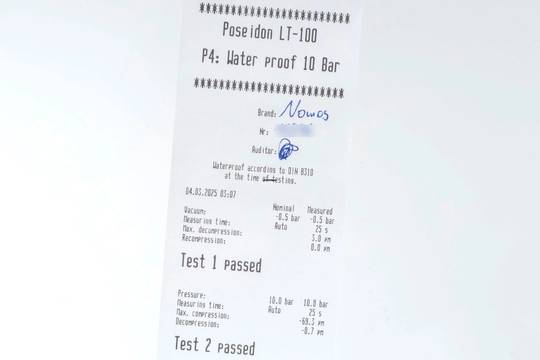 ************************
Poseidon LT-100
P4: Water proof 10 Bar
************************
Brand: Nomos
Nr:
Auditor:
Waterproof according to DIN 8310
at the time of testing.
04.03.2025 03:07
Nominal Measured
Vacuum: -0.5 bar -0.5 bar
Measuring time: Auto 25 s
Max. decompression: 3.0 µm
Recompression: 0.0 µm
Test 1 passed
Pressure: 10.0 bar 10.0 bar
Measuring time: Auto 25 s
Max. compression: -69.3 µm
Decompression: -0.7 µm
Test 2 passed